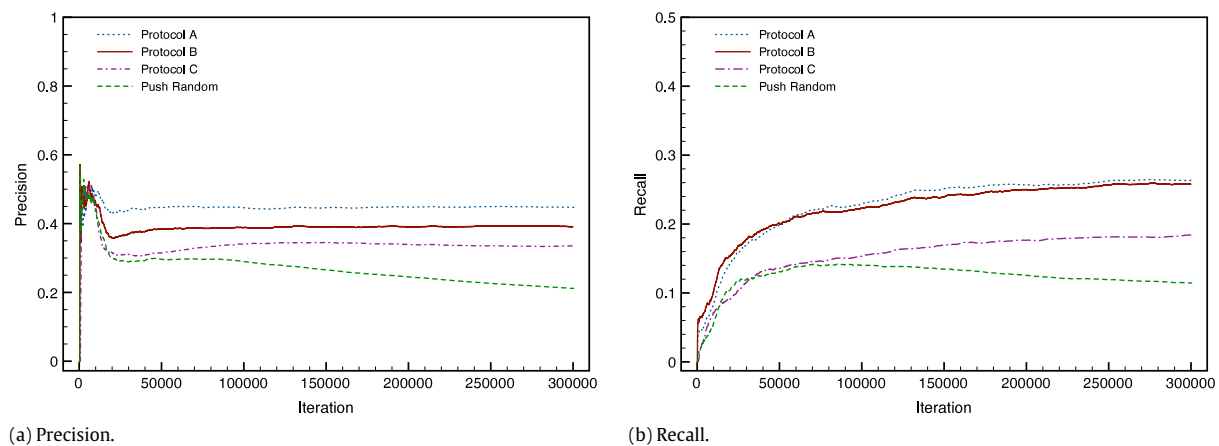 1
0.8
0.6
0.4
0.2
0
Precision
Protocol A
Protocol B
Protocol C
Push Random
0 50000 100000 150000 200000 250000 300000
Iteration
(a) Precision.
0.5
0.4
0.3
0.2
0.1
0
Recall
Protocol A
Protocol B
Protocol C
Push Random
0 50000 100000 150000 200000 250000 300000
Iteration
(b) Recall.